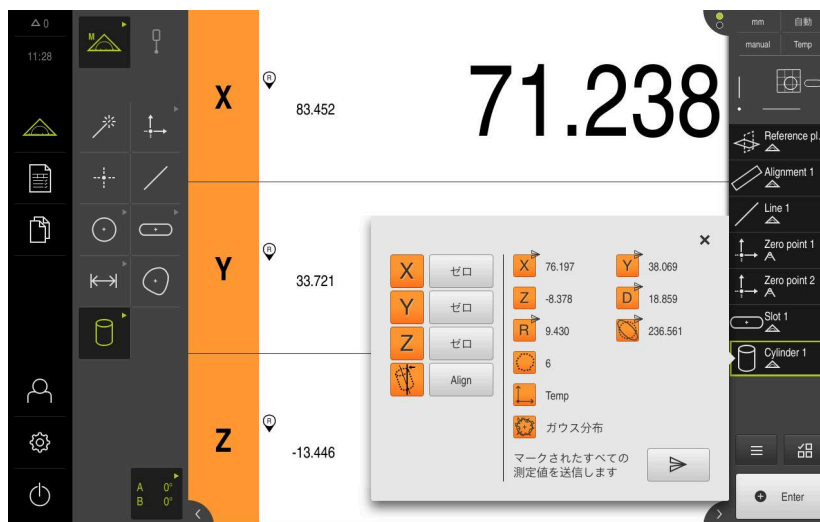 0
11:28
M
A 0°
B 0°
X
R
83.452
71.238
Y
R
33.721
Z
R
-13.446
X ゼロ
Y ゼロ
Z ゼロ
Align
X 76.197 Y 38.069
Z -8.378 D 18.859
R 9.430 236.561
6
Temp
ガウス分布
マークされたすべての
測定値を送信します
mm 自動
manual Temp
Reference pl.
Alignment 1
Line 1
Zero point 1
Zero point 2
Slot 1
Cylinder 1
Enter